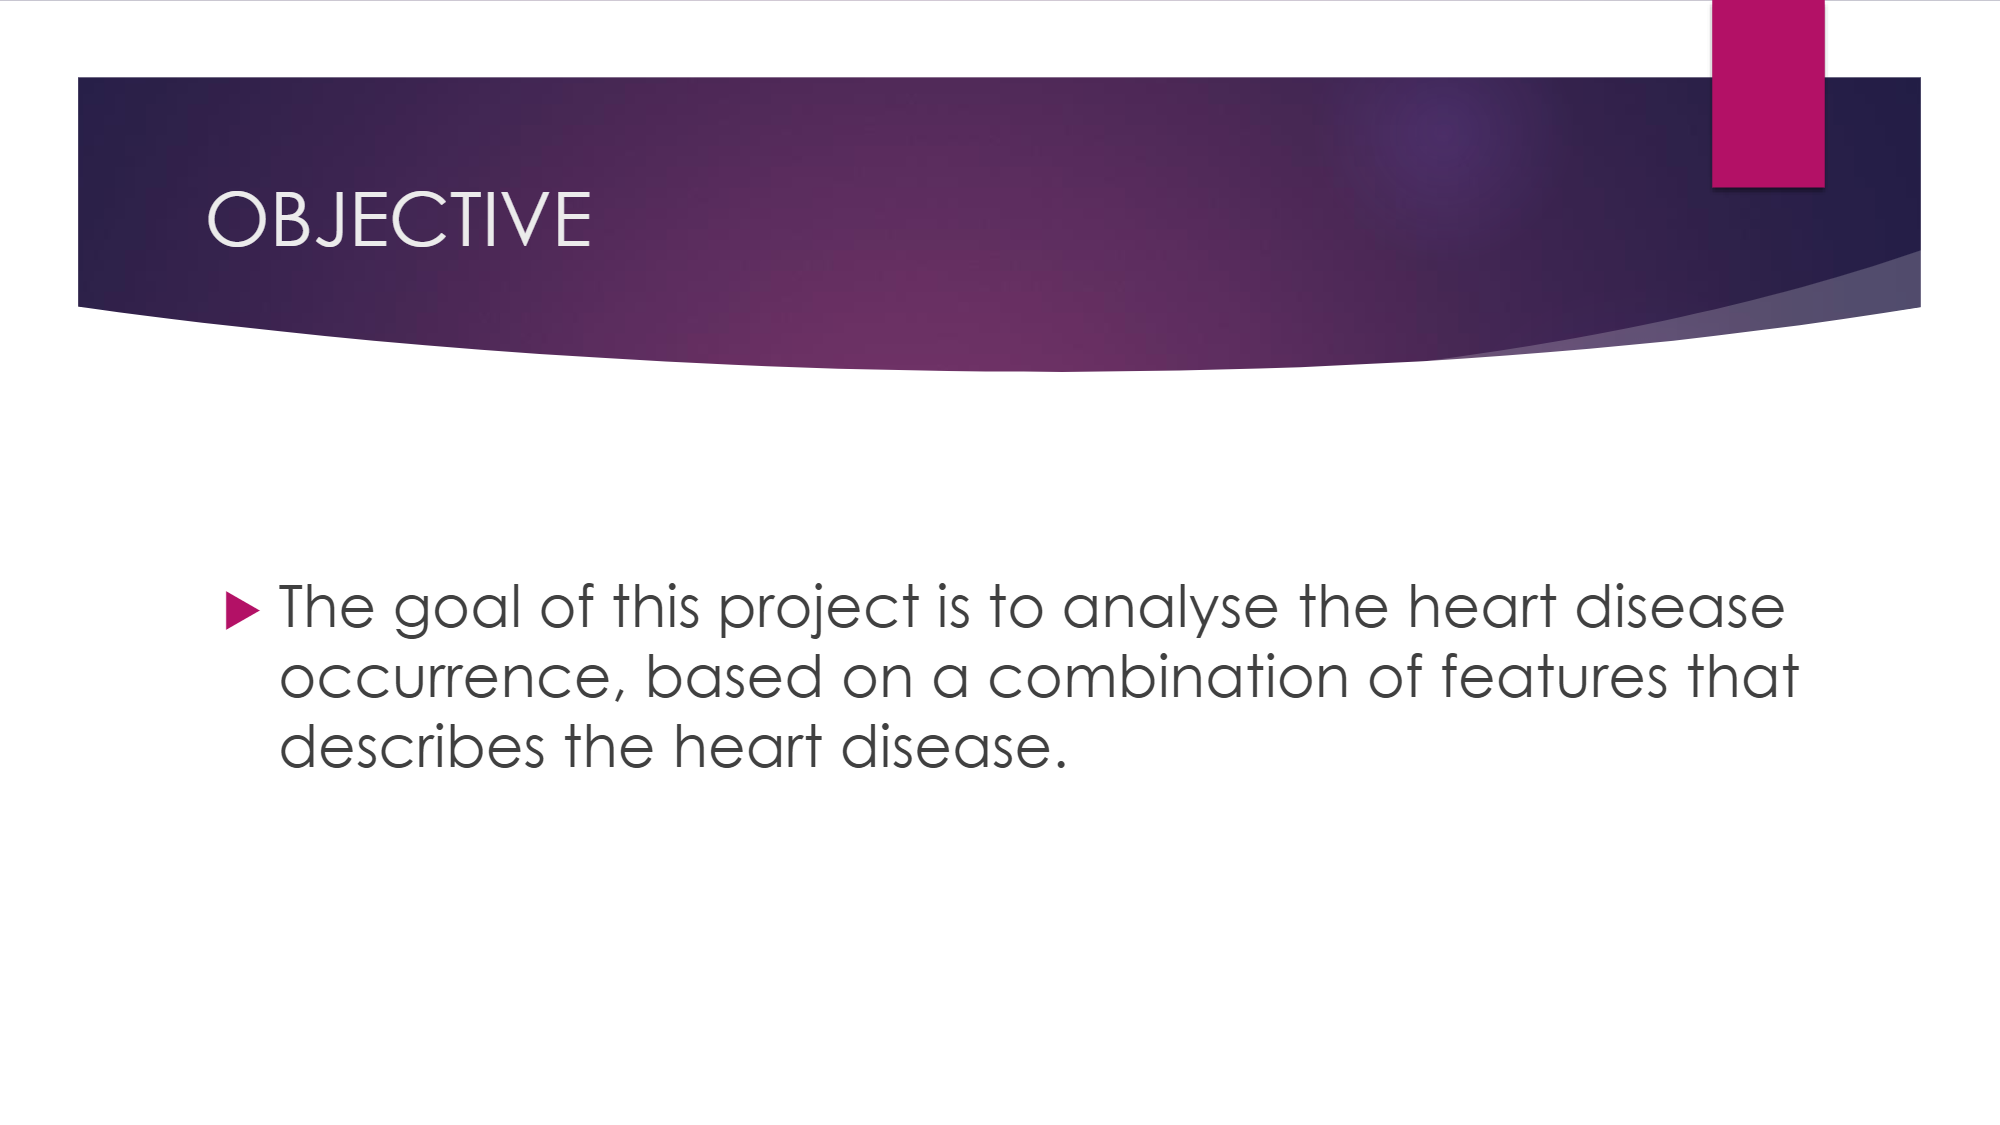 OBJECTIVE
The goal of this project is to analyse the heart disease
occurrence, based on a combination of features that
describes the heart disease.